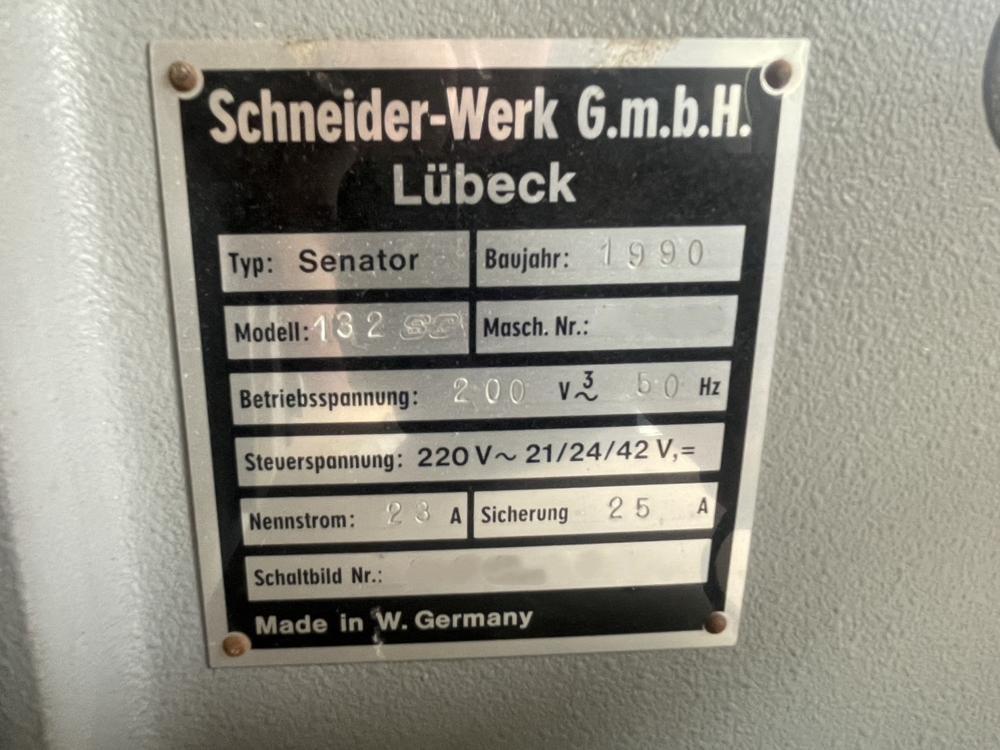 Schneider-Werk G.m.b.H.
Lübeck
Typ: Senator Baujahr: 1990
Modell: 132 SC Masch. Nr.:
Betriebsspannung: 200 V 3~ 50 Hz
Steuerspannung: 220 V~ 21/24/42 V,=
Nennstrom: 23 A Sicherung 25 A
Schaltbild Nr.:
Made in W. Germany